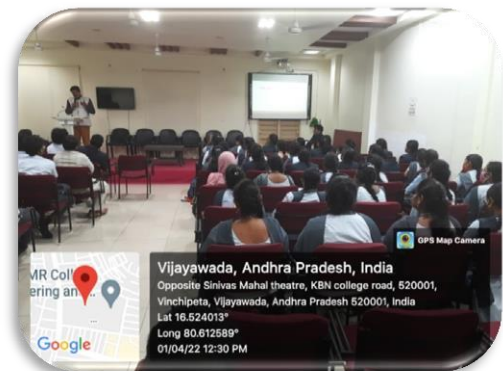 GPS Map Camera
MR Coll
ering an
Google
Vijayawada, Andhra Pradesh, India
Opposite Sinivas Mahal theatre, KBN college road, 520001,
Vinchipeta, Vijayawada, Andhra Pradesh 520001, India
Lat 16.524013°
Long 80.612589°
01/04/22 12:30 PM